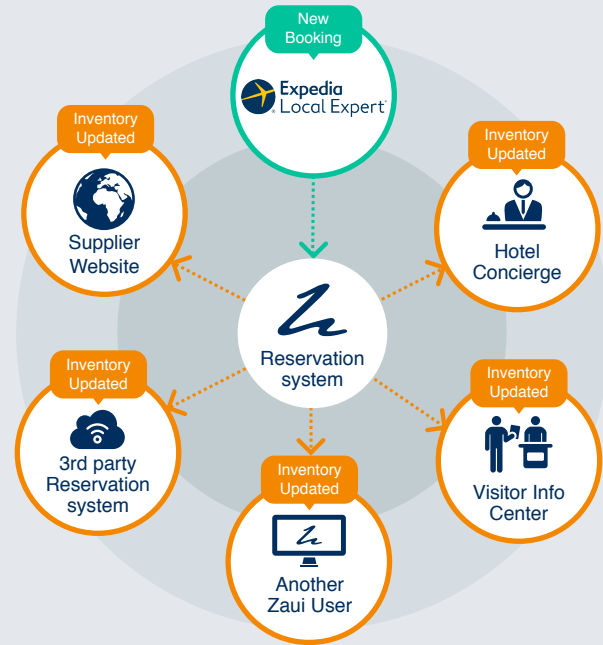 New
Booking
Expedia
Local Expert®
Inventory
Updated
Supplier
Website
Inventory
Updated
Hotel
Concierge
Reservation
system
Inventory
Updated
3rd party
Reservation
system
Inventory
Updated
Visitor Info
Center
Inventory
Updated
Another
Zaui User